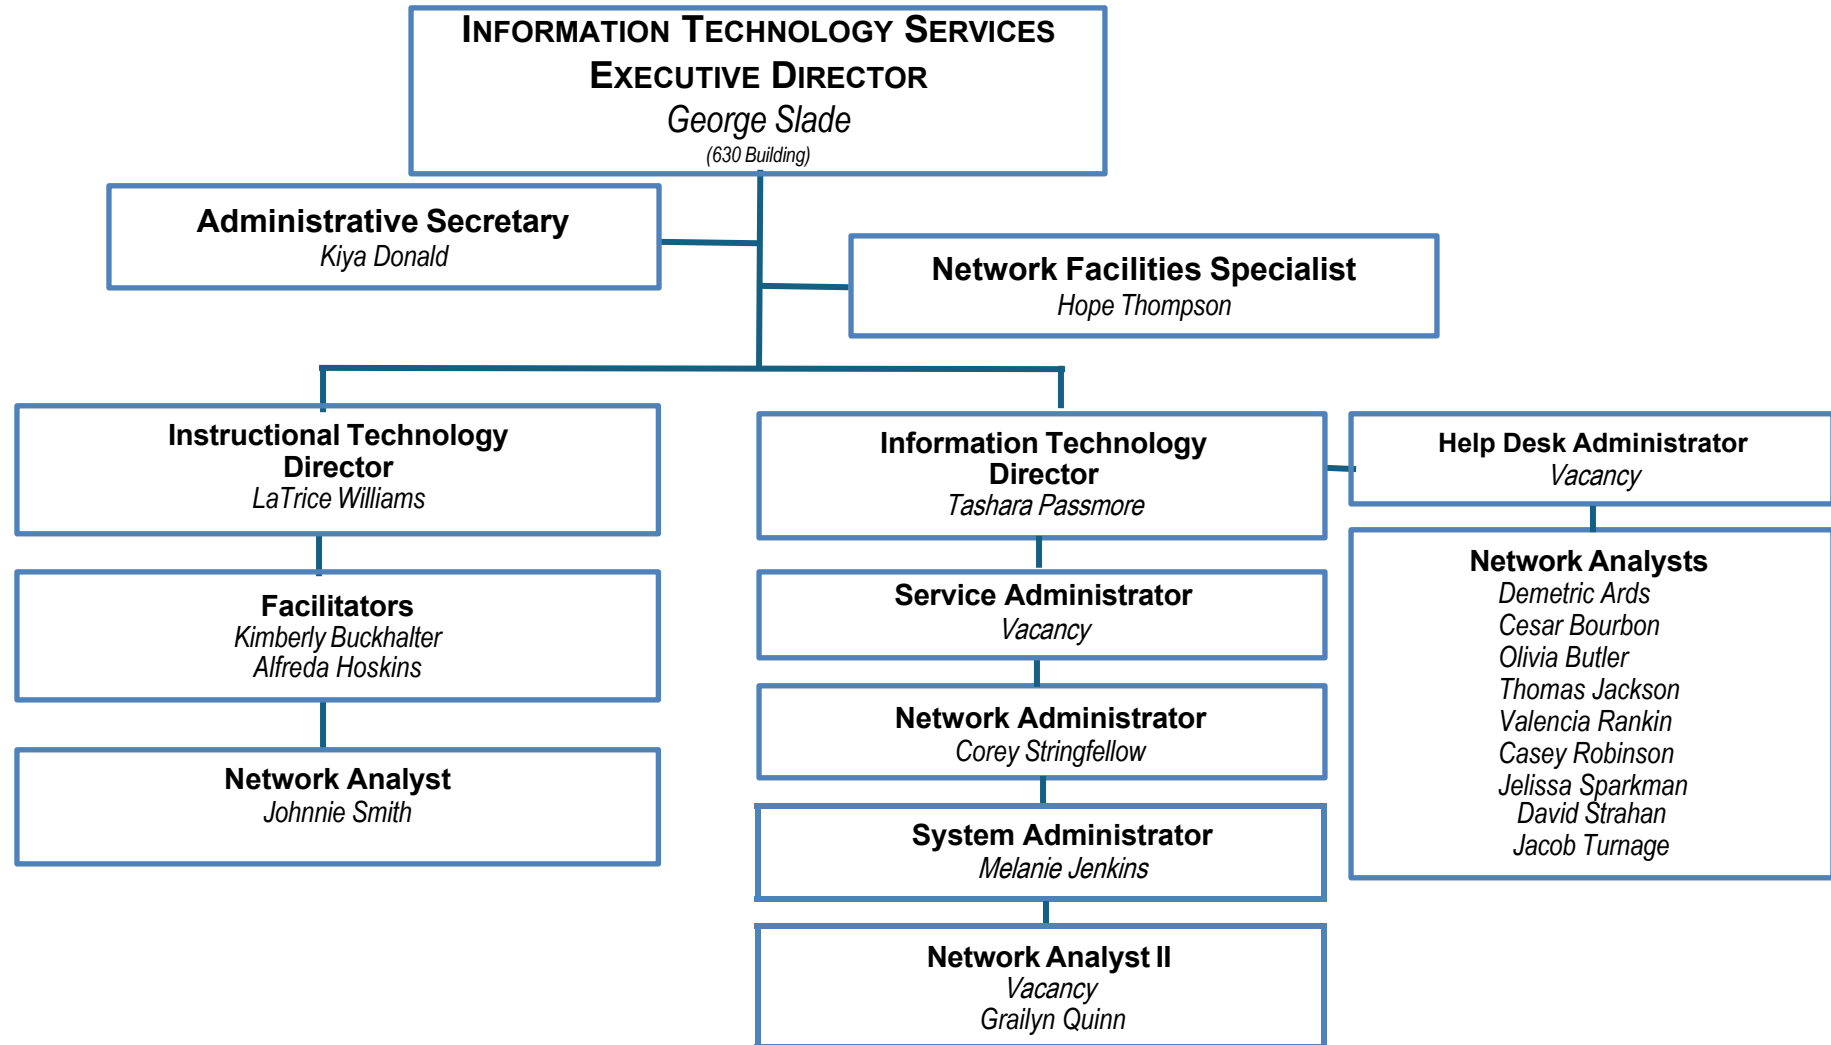 INFORMATION TECHNOLOGY SERVICES
EXECUTIVE DIRECTOR
George Slade
(630 Building)
Administrative Secretary
Kiya Donald
Network Facilities Specialist
Hope Thompson
Instructional Technology
Director
LaTrice Williams
Facilitators
Kimberly Buckhalter
Alfreda Hoskins
Network Analyst
Johnnie Smith
Information Technology
Director
Tashara Passmore
Service Administrator
Vacancy
Network Administrator
Corey Stringfellow
System Administrator
Melanie Jenkins
Network Analyst II
Vacancy
Grailyn Quinn
Help Desk Administrator
Vacancy
Network Analysts
Demetric Ards
Cesar Bourbon
Olivia Butler
Thomas Jackson
Valencia Rankin
Casey Robinson
Jelissa Sparkman
David Strahan
Jacob Turnage